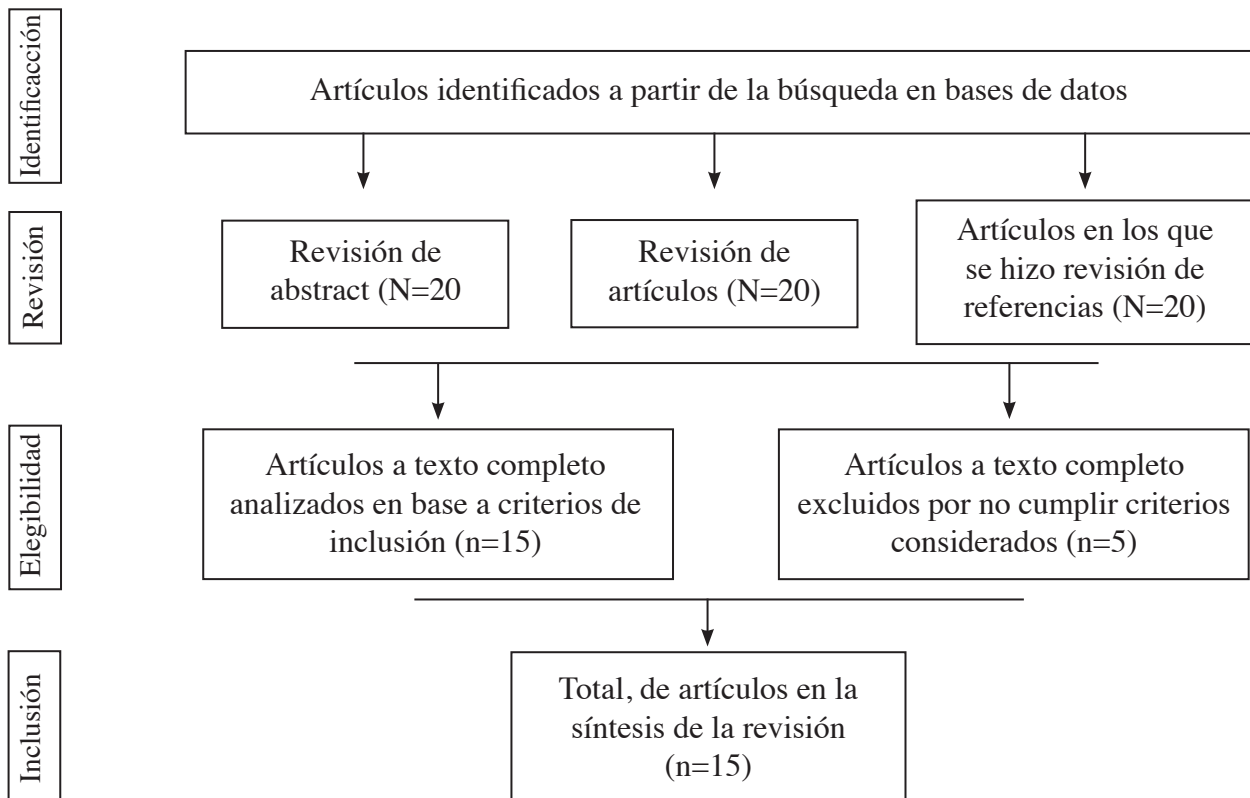 Identificacción
Artículos identificados a partir de la búsqueda en bases de datos
Revisión
Revisión de
abstract (N=20
Revisión de
artículos (N=20)
Artículos en los que
se hizo revisión de
referencias (N=20)
Elegibilidad
Artículos a texto completo
analizados en base a criterios de
inclusión (n=15)
Artículos a texto completo
excluidos por no cumplir criterios
considerados (n=5)
Inclusión
Total, de artículos en la
síntesis de la revisión
(n=15)